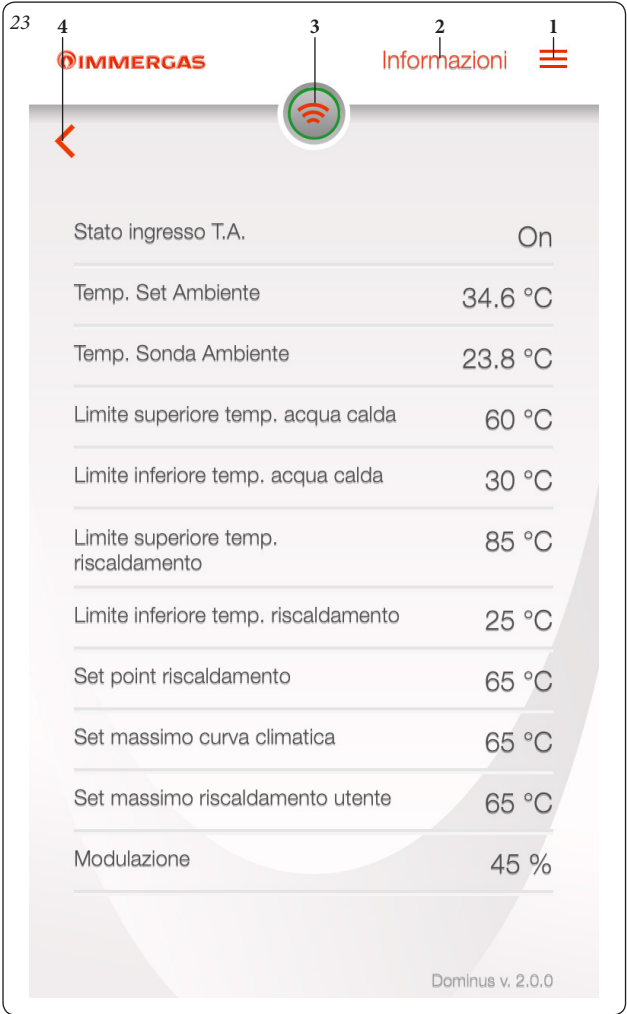 23
4 3 2 1
IMMERGAS Informazioni
Stato ingresso T.A. On
Temp. Set Ambiente 34.6 °C
Temp. Sonda Ambiente 23.8 °C
Limite superiore temp. acqua calda 60 °C
Limite inferiore temp. acqua calda 30 °C
Limite superiore temp. 85 °C
riscaldamento
Limite inferiore temp. riscaldamento 25 °C
Set point riscaldamento 65 °C
Set massimo curva climatica 65 °C
Set massimo riscaldamento utente 65 °C
Modulazione 45 %
Dominus v. 2.0.0